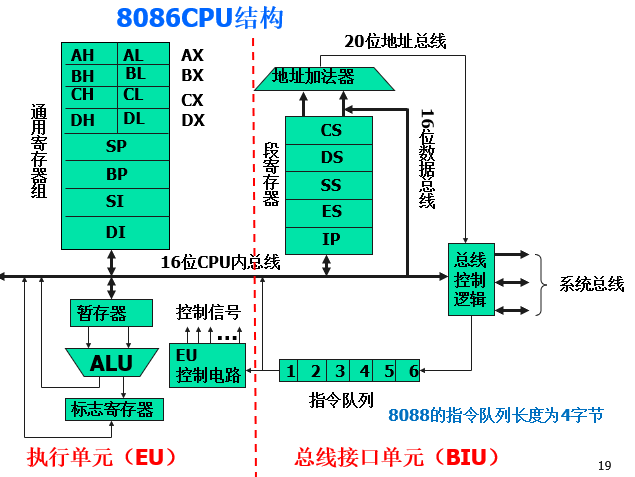 8086CPU结构
20位地址总线
AH AL AX
BH BL BX
CH CL CX
DH DL DX
SP
BP
SI
DI
通用寄存器组
地址加法器
CS
DS
SS
ES
IP
段寄存器
16位数据总线
16位CPU内总线
总线
控制
逻辑
系统总线
暂存器
控制信号
ALU
EU
控制电路
1 2 3 4 5 6
标志寄存器
指令队列
8088的指令队列长度为4字节
执行单元（EU）
总线接口单元（BIU）
19